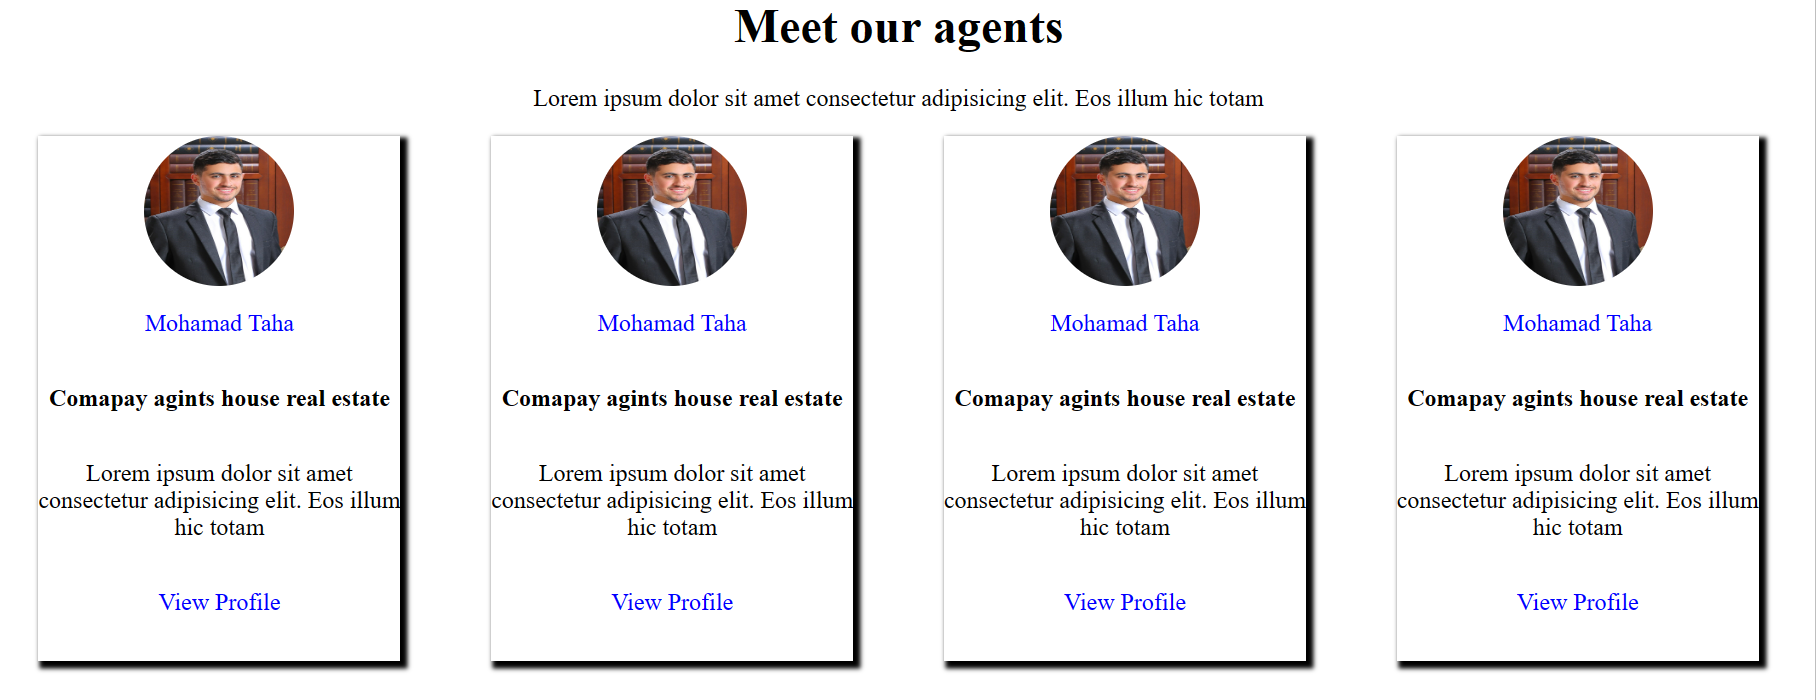 Meet our agents
Lorem ipsum dolor sit amet consectetur adipisicing elit. Eos illum hic totam
Mohamad Taha
Comapay agints house real estate
Lorem ipsum dolor sit amet
consectetur adipisicing elit. Eos illum
hic totam
View Profile
Mohamad Taha
Comapay agints house real estate
Lorem ipsum dolor sit amet
consectetur adipisicing elit. Eos illum
hic totam
View Profile
Mohamad Taha
Comapay agints house real estate
Lorem ipsum dolor sit amet
consectetur adipisicing elit. Eos illum
hic totam
View Profile
Mohamad Taha
Comapay agints house real estate
Lorem ipsum dolor sit amet
consectetur adipisicing elit. Eos illum
hic totam
View Profile